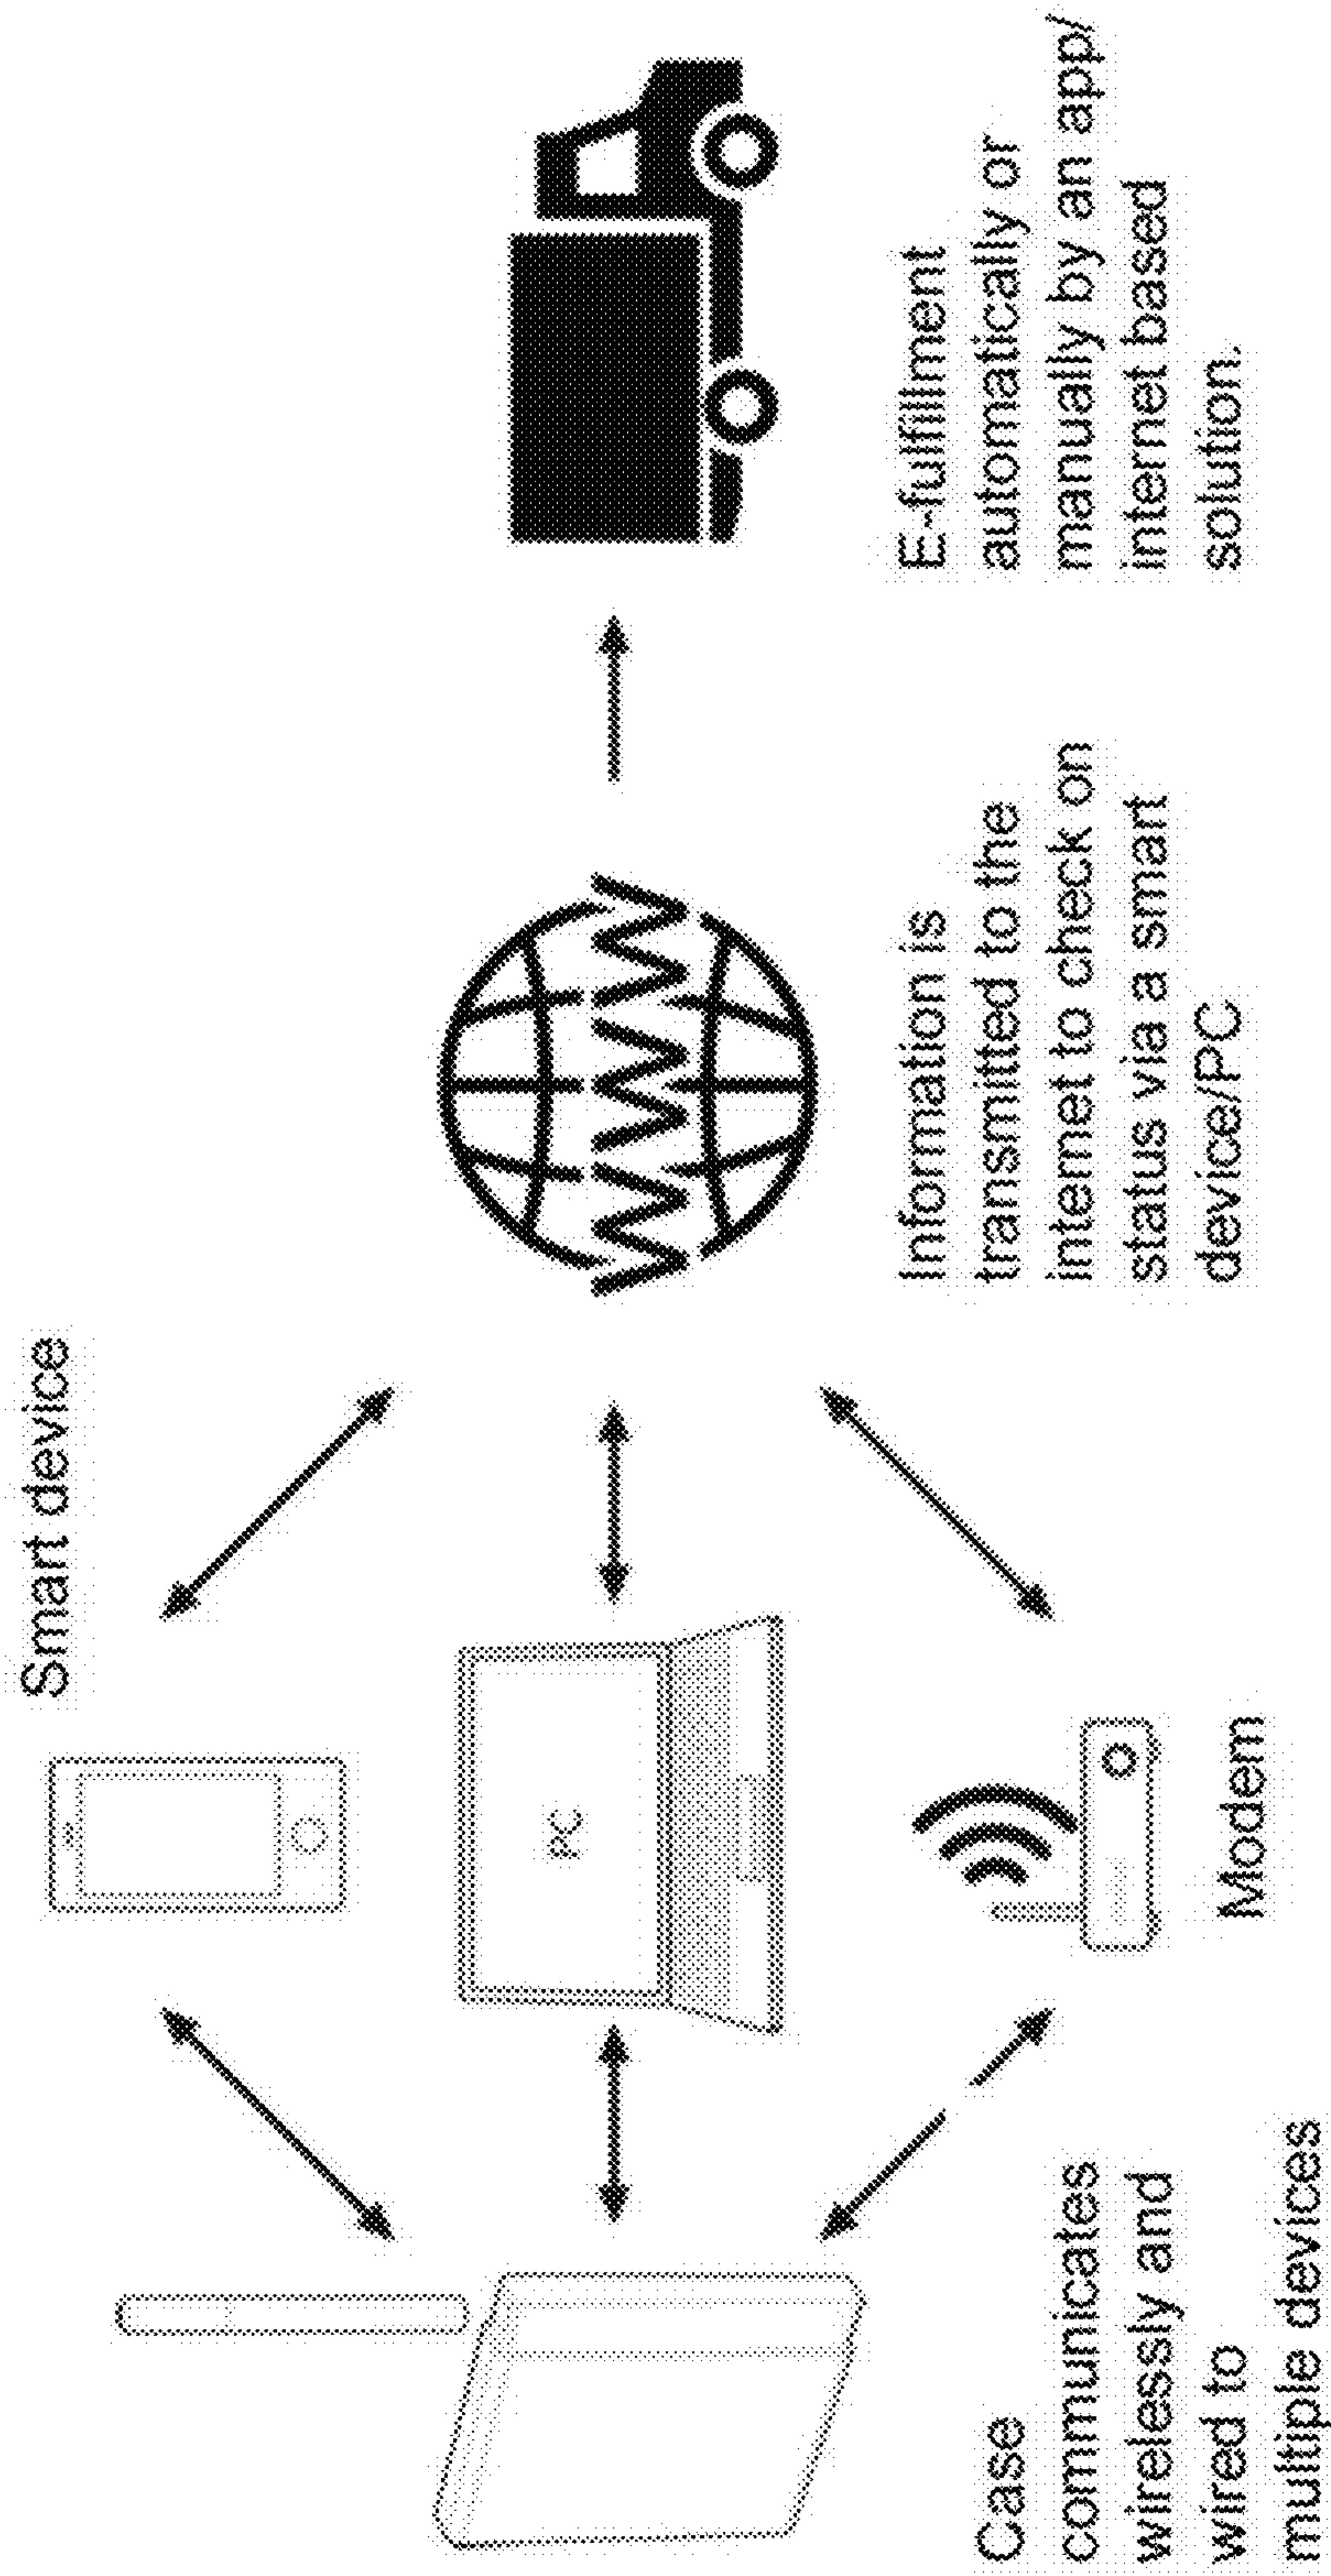 Smart device
PC
WWW
Modem
Case
communicates
wirelessly and
wired to
multiple devices
Information is
transmitted to the
internet to check on
status via a smart
device/PC
E-fulfillment
automatically or
manually by an app/
internet based
solution.